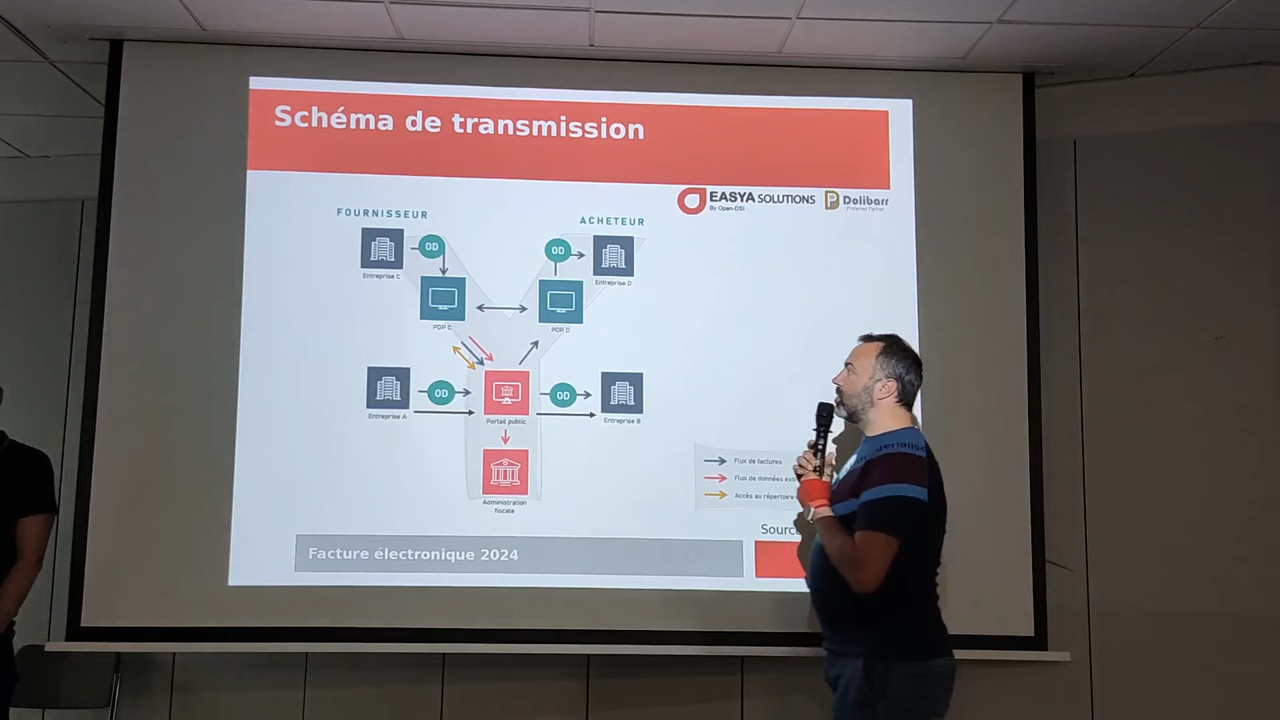 Schéma de transmission
EASYA SOLUTIONS
By Open-DSI
Dolibarr
Preferred Partner
FOURNISSEUR
ACHETEUR
OD
OD
Entreprise C
Entreprise D
PDP C
PDP D
OD
OD
Entreprise A
Portail public
Entreprise B
Administration
fiscale
Flux de factures
Flux de données
Accès au répertoire
Source
Facture électronique 2024